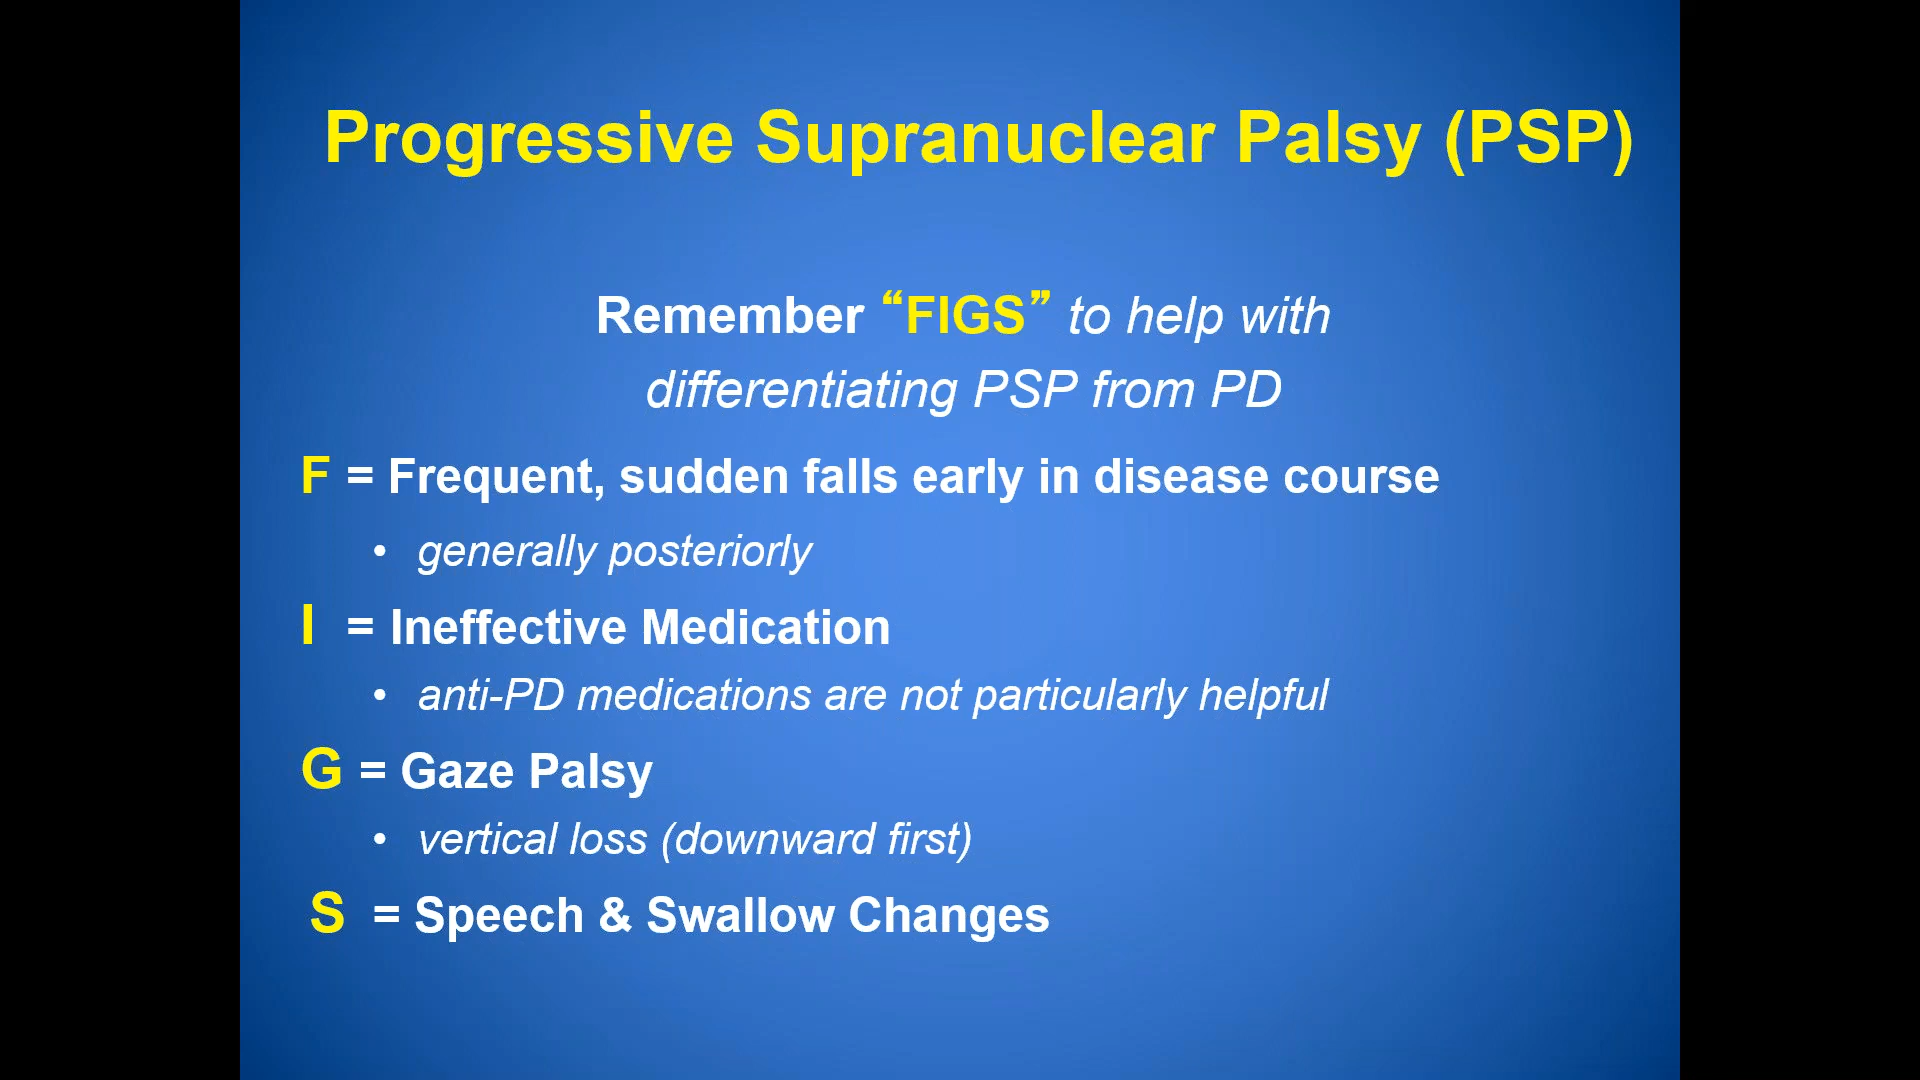 Progressive Supranuclear Palsy (PSP)
Remember “FIGS” to help with
differentiating PSP from PD
F = Frequent, sudden falls early in disease course
• generally posteriorly
I = Ineffective Medication
• anti-PD medications are not particularly helpful
G = Gaze Palsy
• vertical loss (downward first)
S = Speech & Swallow Changes